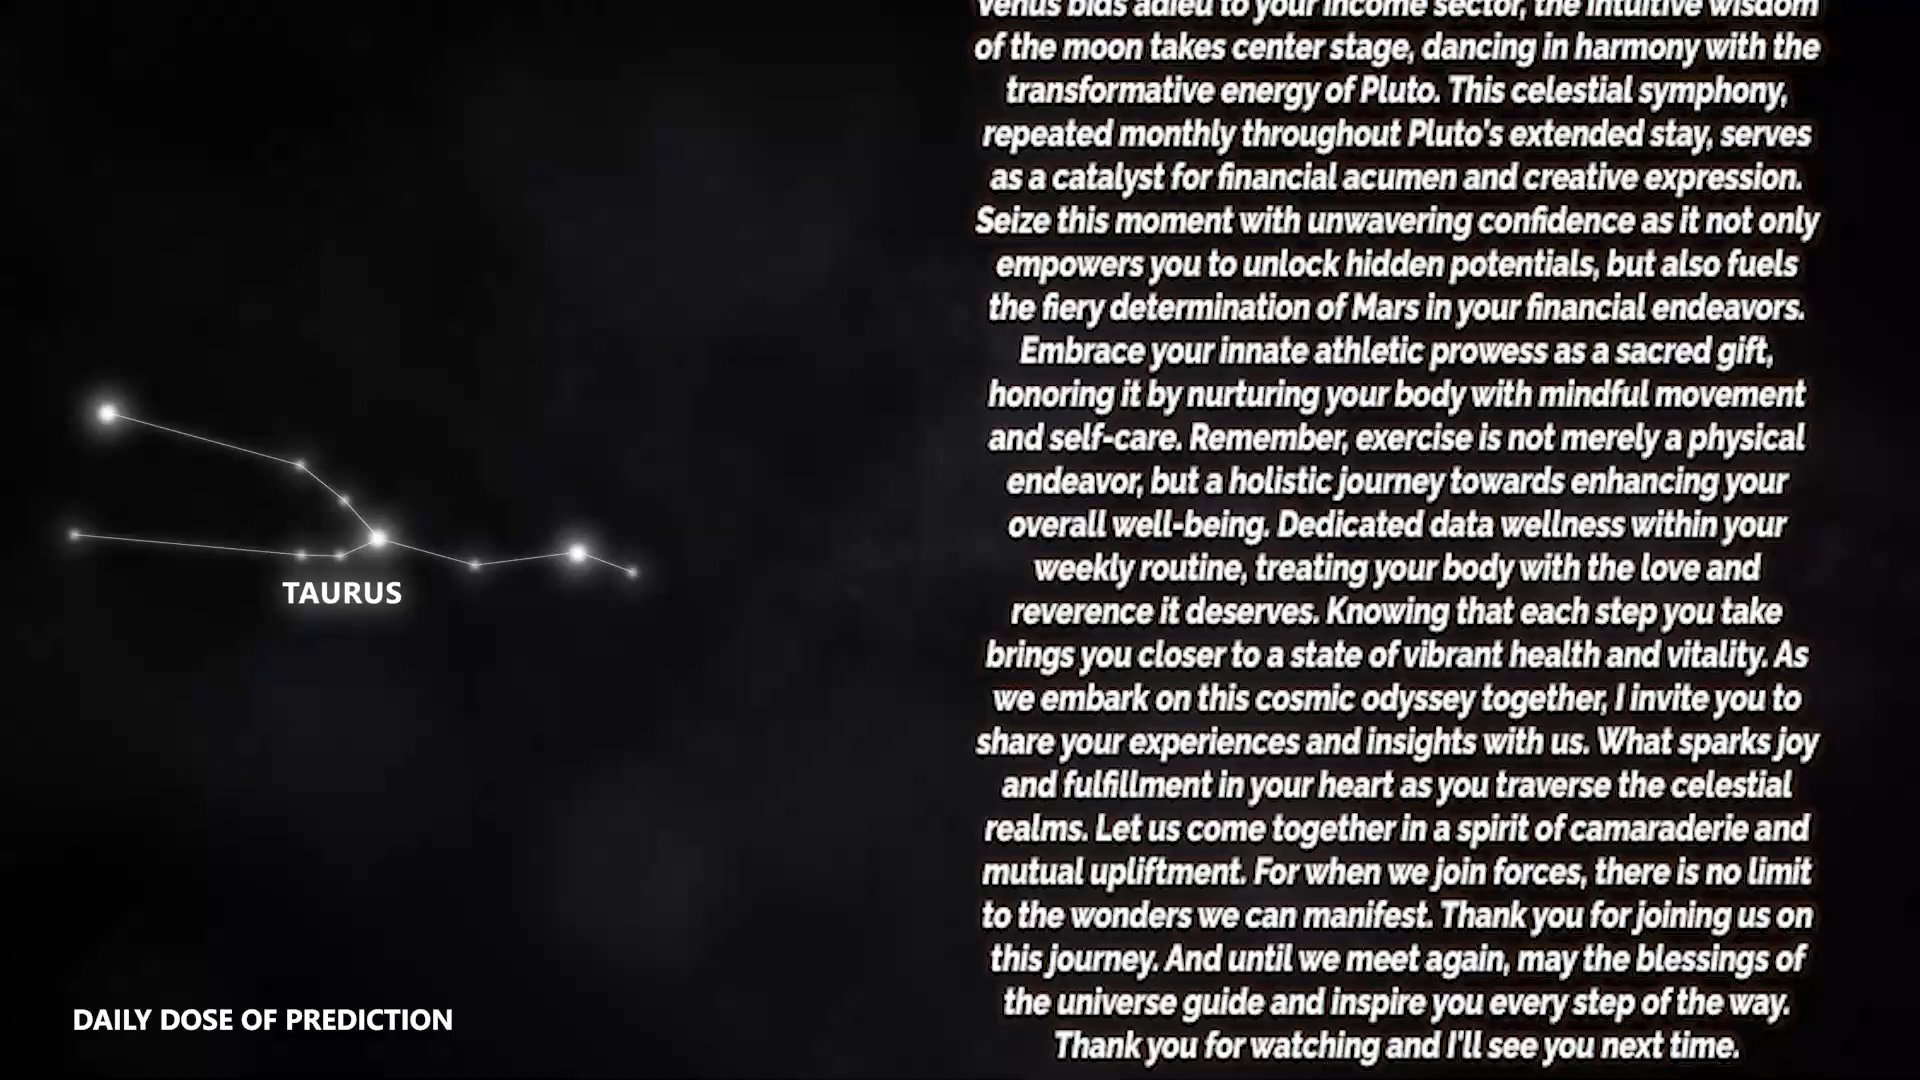 Venus bids adieu to your income sector, the intuitive wisdom
of the moon takes center stage, dancing in harmony with the
transformative energy of Pluto. This celestial symphony,
repeated monthly throughout Pluto's extended stay, serves
as a catalyst for financial acumen and creative expression.
Seize this moment with unwavering confidence as it not only
empowers you to unlock hidden potentials, but also fuels
the fiery determination of Mars in your financial endeavors.
Embrace your innate athletic prowess as a sacred gift,
honoring it by nurturing your body with mindful movement
and self-care. Remember, exercise is not merely a physical
endeavor, but a holistic journey towards enhancing your
overall well-being. Dedicated data wellness within your
weekly routine, treating your body with the love and
reverence it deserves. Knowing that each step you take
brings you closer to a state of vibrant health and vitality. As
we embark on this cosmic odyssey together, I invite you to
share your experiences and insights with us. What sparks joy
and fulfillment in your heart as you traverse the celestial
realms. Let us come together in a spirit of camaraderie and
mutual upliftment. For when we join forces, there is no limit
to the wonders we can manifest. Thank you for joining us on
this journey. And until we meet again, may the blessings of
the universe guide and inspire you every step of the way.
Thank you for watching and I'll see you next time.
TAURUS
DAILY DOSE OF PREDICTION